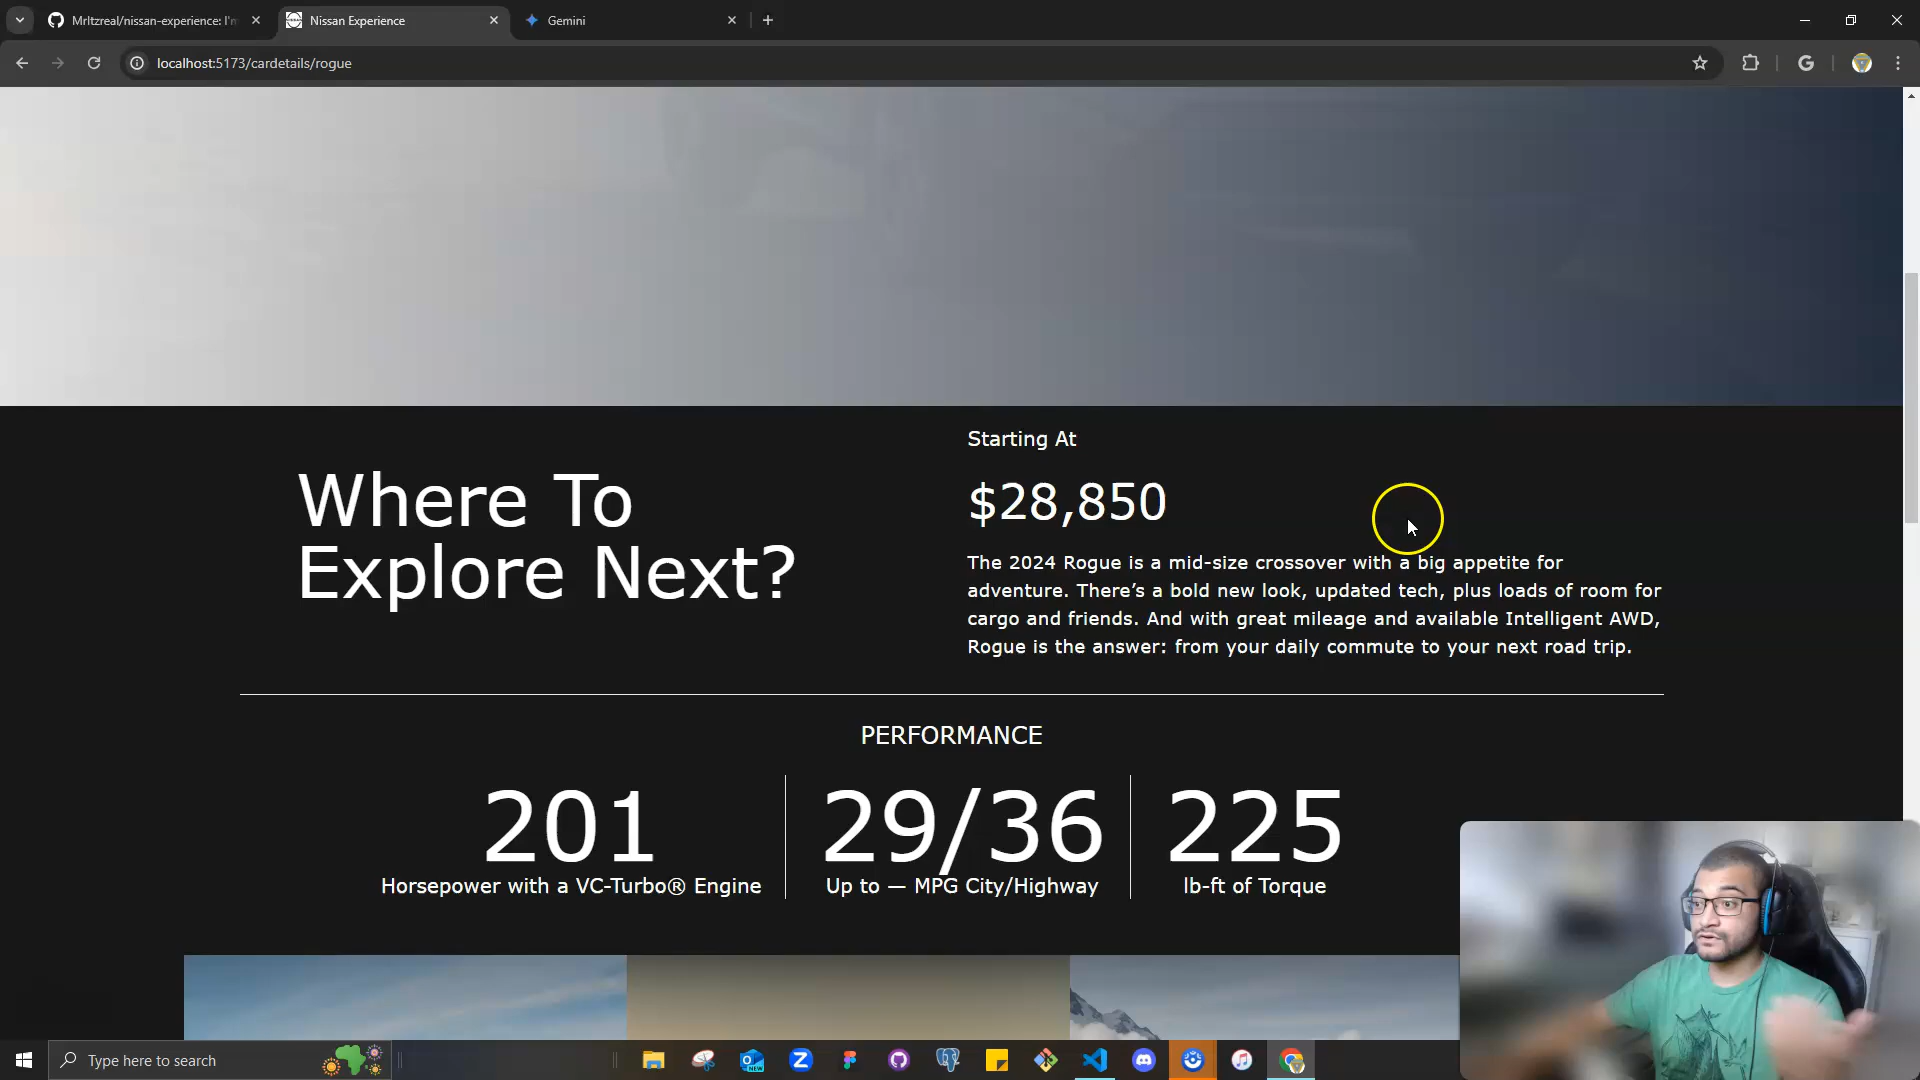 MrItzreal/nissan-experience: I'm
Nissan Experience
Gemini
localhost:5173/cardetails/rogue
Starting At
Where To
Explore Next?
$28,850
The 2024 Rogue is a mid-size crossover with a big appetite for
adventure. There’s a bold new look, updated tech, plus loads of room for
cargo and friends. And with great mileage and available Intelligent AWD,
Rogue is the answer: from your daily commute to your next road trip.
PERFORMANCE
201
29/36
225
Horsepower with a VC-Turbo® Engine
Up to — MPG City/Highway
lb-ft of Torque
Type here to search